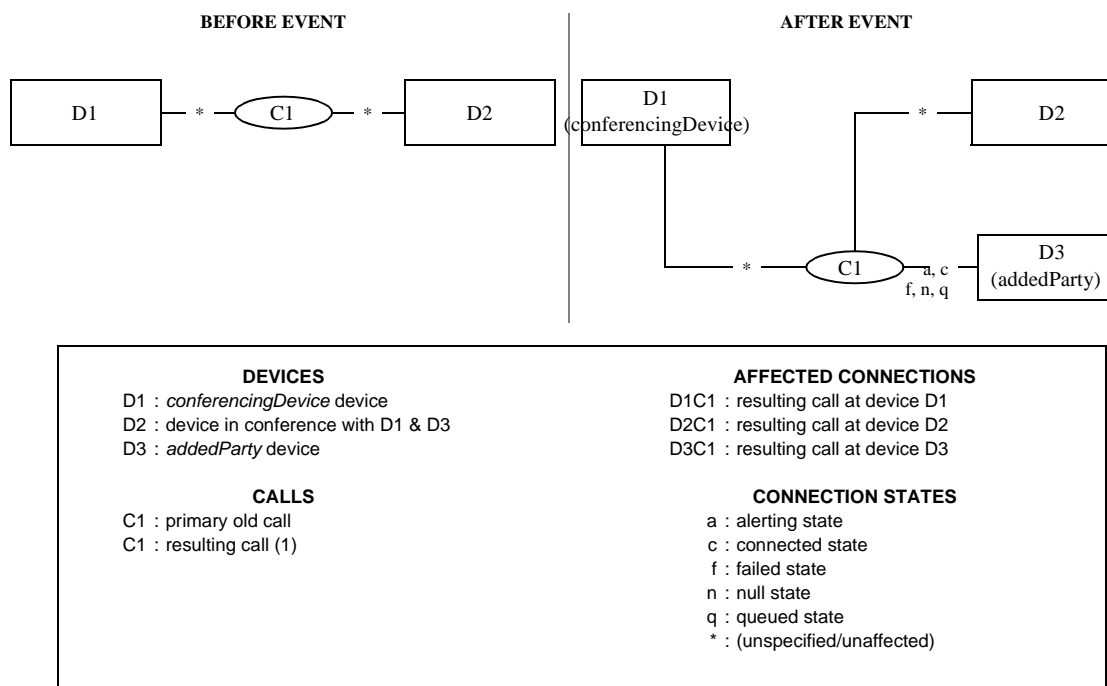 BEFORE EVENT
AFTER EVENT
D1
*
C1
*
D2
D1
(conferencingDevice)
*
D2
*
C1
a, c
f, n, q
D3
(addedParty)
DEVICES
D1 : conferencingDevice device
D2 : device in conference with D1 & D3
D3 : addedParty device
CALLS
C1 : primary old call
C1 : resulting call (1)
AFFECTED CONNECTIONS
D1C1 : resulting call at device D1
D2C1 : resulting call at device D2
D3C1 : resulting call at device D3
CONNECTION STATES
a : alerting state
c : connected state
f : failed state
n : null state
q : queued state
* : (unspecified/unaffected)